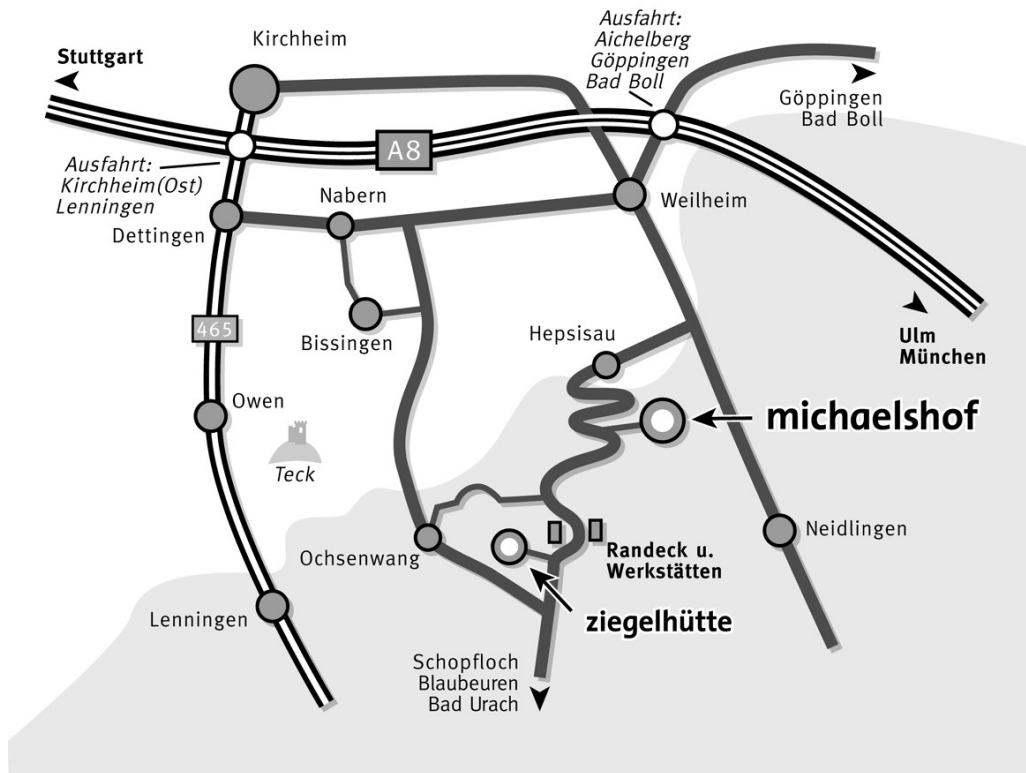 Kirchheim
Stuttgart
Ausfahrt:
Aichelberg
Göppingen
Bad Boll
Göppingen
Bad Boll
A8
Ausfahrt:
Kirchheim(Ost)
Lenningen
Nabern
Weilheim
Dettingen
465
Bissingen
Hepsisau
Ulm
München
Owen
michaelshof
Teck
Ochsenwang
Neidlingen
Randeck u.
Werkstätten
Lenningen
ziegelhütte
Schopfloch
Blaubeuren
Bad Urach